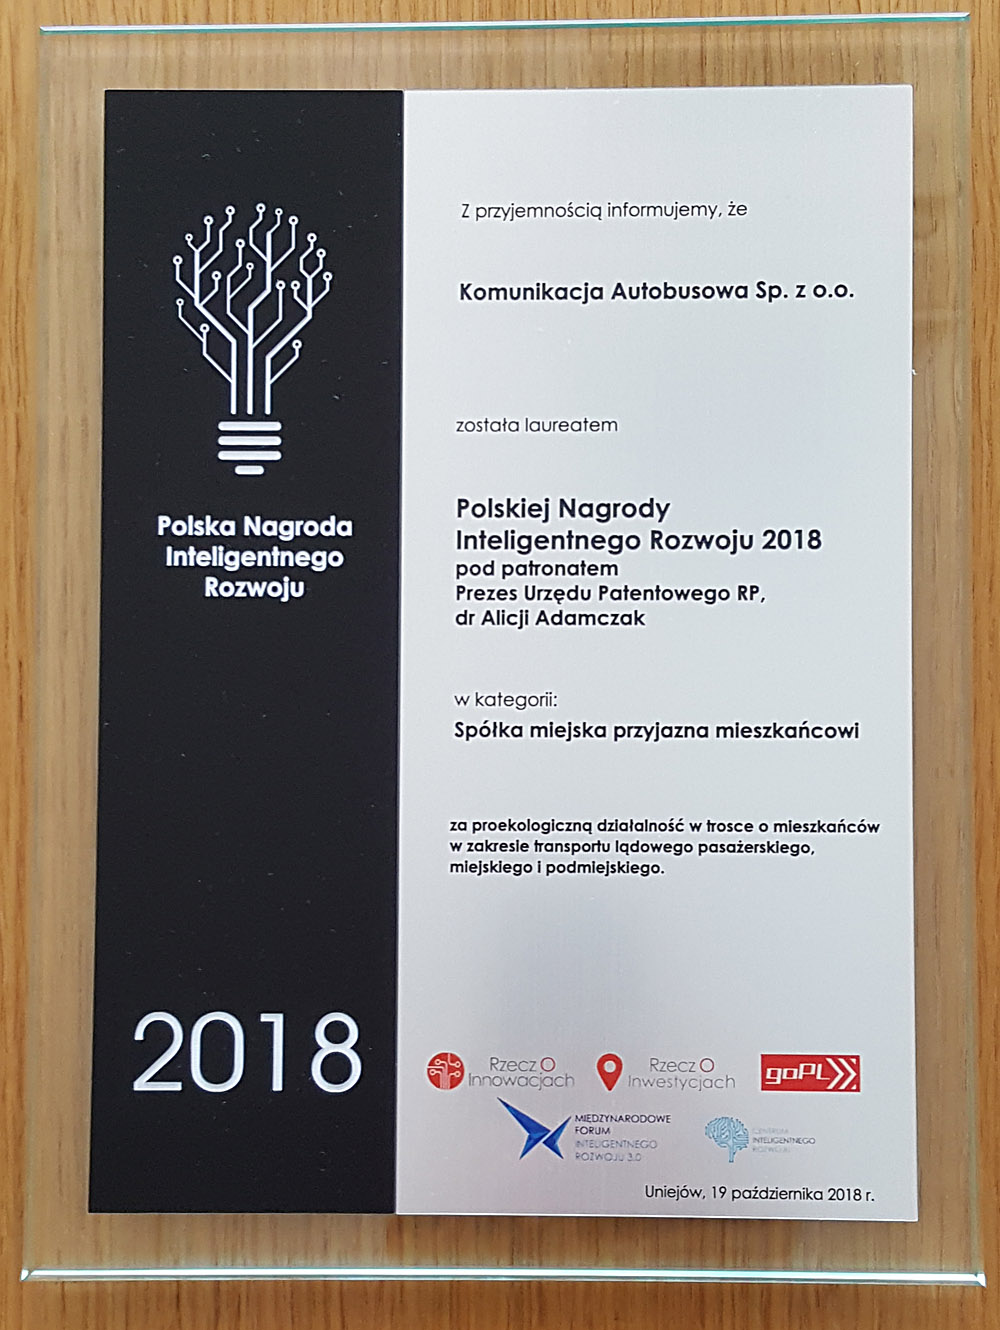 Polska Nagroda
Inteligentnego
Rozwoju
2018
Z przyjemnością informujemy, że
Komunikacja Autobusowa Sp. z o.o.
została laureatem
Polskiej Nagrody
Inteligentnego Rozwoju 2018
pod patronatem
Prezes Urzędu Patentowego RP,
dr Alicji Adamczak
w kategorii:
Spółka miejska przyjazna mieszkańcowi
za proekologiczną działalność w trosce o mieszkańców
w zakresie transportu lądowego pasażerskiego,
miejskiego i podmiejskiego.
Rzecz O
Innowacjach
Rzecz O
Inwestycjach
goPL
MIĘDZYNARODOWE
FORUM
INTELIGENTNEGO
ROZWOJU 3.0
CENTRUM
INTELIGENTNEGO
ROZWOJU
Uniejów, 19 października 2018 r.